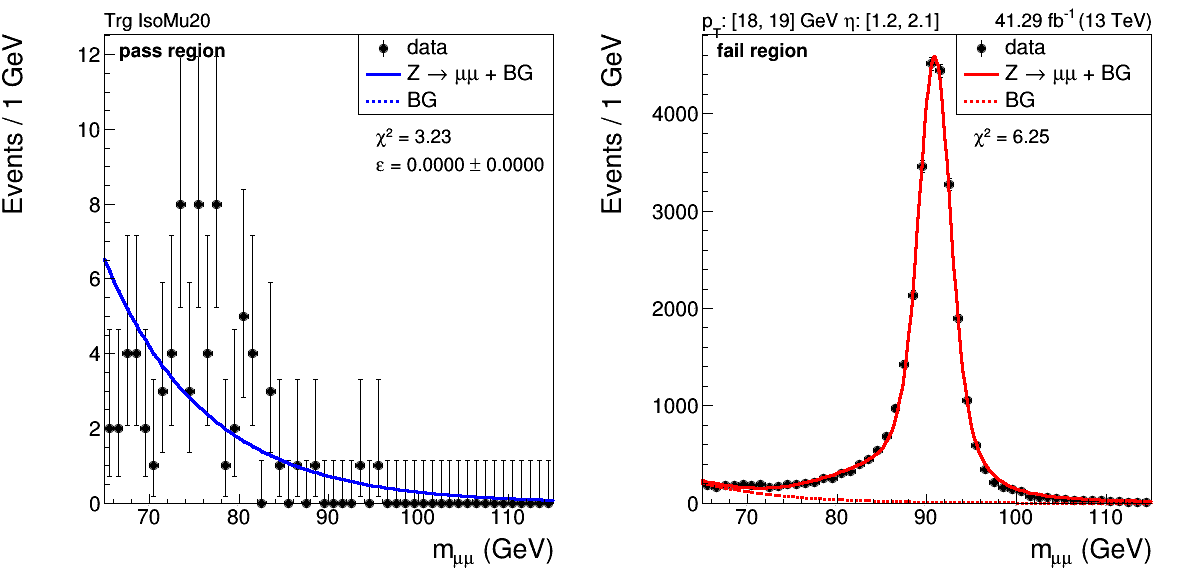 Trg IsoMu20
pass region
data
Z → μμ + BG
BG
χ² = 3.23
ε = 0.0000 ± 0.0000
Events / 1 GeV
12
10
8
6
4
2
0
70 80 90 100 110
m_μμ (GeV)
p_T: [18, 19] GeV η: [1.2, 2.1] 41.29 fb⁻¹ (13 TeV)
fail region
data
Z → μμ + BG
BG
χ² = 6.25
Events / 1 GeV
4000
3000
2000
1000
0
70 80 90 100 110
m_μμ (GeV)